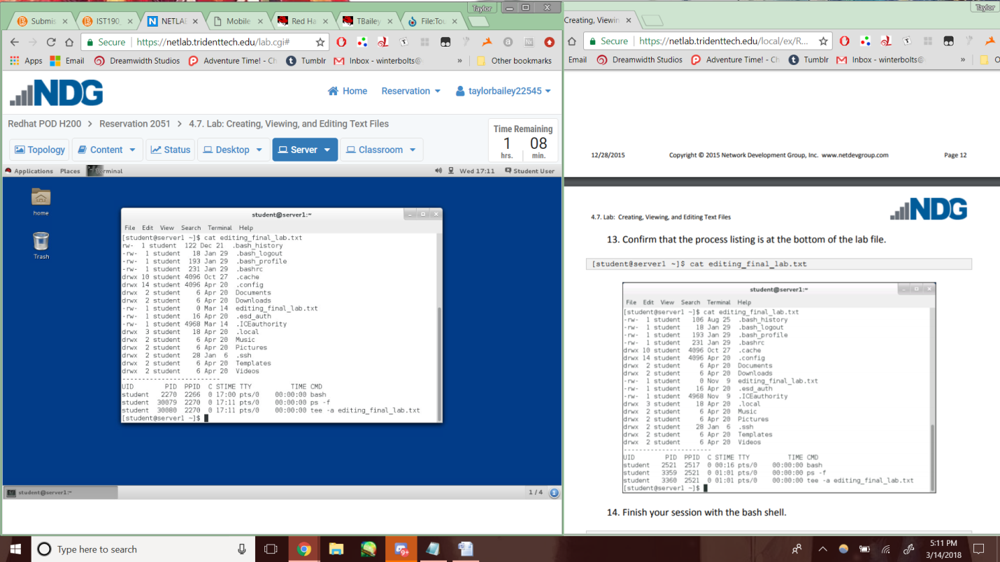 Taylor
Submis
IST190_
NETLAB
Mobile
Red Ha
TBailey
File:Tou
Secure https://netlab.tridenttech.edu/lab.cgi#
Apps Email Dreamwidth Studios Adventure Time! - Ch Tumblr Inbox - winterbolts@ » Other bookmarks
NDG
Home Reservation taylorbailey22545
Redhat POD H200 > Reservation 2051 > 4.7. Lab: Creating, Viewing, and Editing Text Files
Time Remaining
1 08
hrs. min.
Topology Content Status Desktop Server Classroom
Applications Places Terminal Wed 17:11 Student User
home
Trash
student@server1:~
File Edit View Search Terminal Help
[student@server1 ~]$ cat editing_final_lab.txt
rw- 1 student 122 Dec 21 .bash_history
-rw- 1 student 18 Jan 29 .bash_logout
-rw- 1 student 193 Jan 29 .bash_profile
-rw- 1 student 231 Jan 29 .bashrc
drwx 10 student 4096 Oct 27 .cache
drwx 14 student 4096 Apr 20 .config
drwx 2 student 6 Apr 20 Documents
drwx 2 student 6 Apr 20 Downloads
-rw- 1 student 0 Mar 14 editing_final_lab.txt
-rw- 1 student 16 Apr 20 .esd_auth
-rw- 1 student 4968 Mar 14 .ICEauthority
drwx 3 student 18 Apr 20 .local
drwx 2 student 6 Apr 20 Music
drwx 2 student 6 Apr 20 Pictures
drwx 2 student 28 Jan 6 .ssh
drwx 2 student 6 Apr 20 Templates
drwx 2 student 6 Apr 20 Videos
-------------------------
UID PID PPID C STIME TTY TIME CMD
student 2270 2266 0 17:00 pts/0 00:00:00 bash
student 30079 2270 0 17:11 pts/0 00:00:00 ps -f
student 30080 2270 0 17:11 pts/0 00:00:00 tee -a editing_final_lab.txt
[student@server1 ~]$
student@server1:~ 1 / 4 1
Taylor
Creating, Viewin
Secure https://netlab.tridenttech.edu/local/ex/R...
Email Dreamwidth Studios Adventure Time! - Ch Tumblr Inbox - winterbolts@ »
12/28/2015 Copyright © 2015 Network Development Group, Inc. www.netdevgroup.com Page 12
4.7. Lab: Creating, Viewing, and Editing Text Files
NDG
13. Confirm that the process listing is at the bottom of the lab file.
[student@server1 ~]$ cat editing_final_lab.txt
student@server1:~
File Edit View Search Terminal Help
[student@server1 ~]$ cat editing_final_lab.txt
-rw- 1 student 106 Aug 25 .bash_history
-rw- 1 student 18 Jan 29 .bash_logout
-rw- 1 student 193 Jan 29 .bash_profile
-rw- 1 student 231 Jan 29 .bashrc
drwx 10 student 4096 Oct 27 .cache
drwx 14 student 4096 Apr 20 .config
drwx 2 student 6 Apr 20 Documents
drwx 2 student 6 Apr 20 Downloads
-rw- 1 student 0 Nov 9 editing_final_lab.txt
-rw- 1 student 16 Apr 20 .esd_auth
-rw- 1 student 4968 Nov 9 .ICEauthority
drwx 3 student 18 Apr 20 .local
drwx 2 student 6 Apr 20 Music
drwx 2 student 6 Apr 20 Pictures
drwx 2 student 28 Jan 6 .ssh
drwx 2 student 6 Apr 20 Templates
drwx 2 student 6 Apr 20 Videos
----------------------
UID PID PPID C STIME TTY TIME CMD
student 2521 2517 0 00:16 pts/0 00:00:00 bash
student 3359 2521 0 01:01 pts/0 00:00:00 ps -f
student 3360 2521 0 01:01 pts/0 00:00:00 tee -a editing_final_lab.txt
[student@server1 ~]$
14. Finish your session with the bash shell.
Type here to search
9+
5:11 PM
3/14/2018